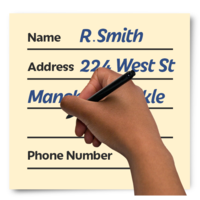 Name R.Smith
Address 224 West St
Phone Number